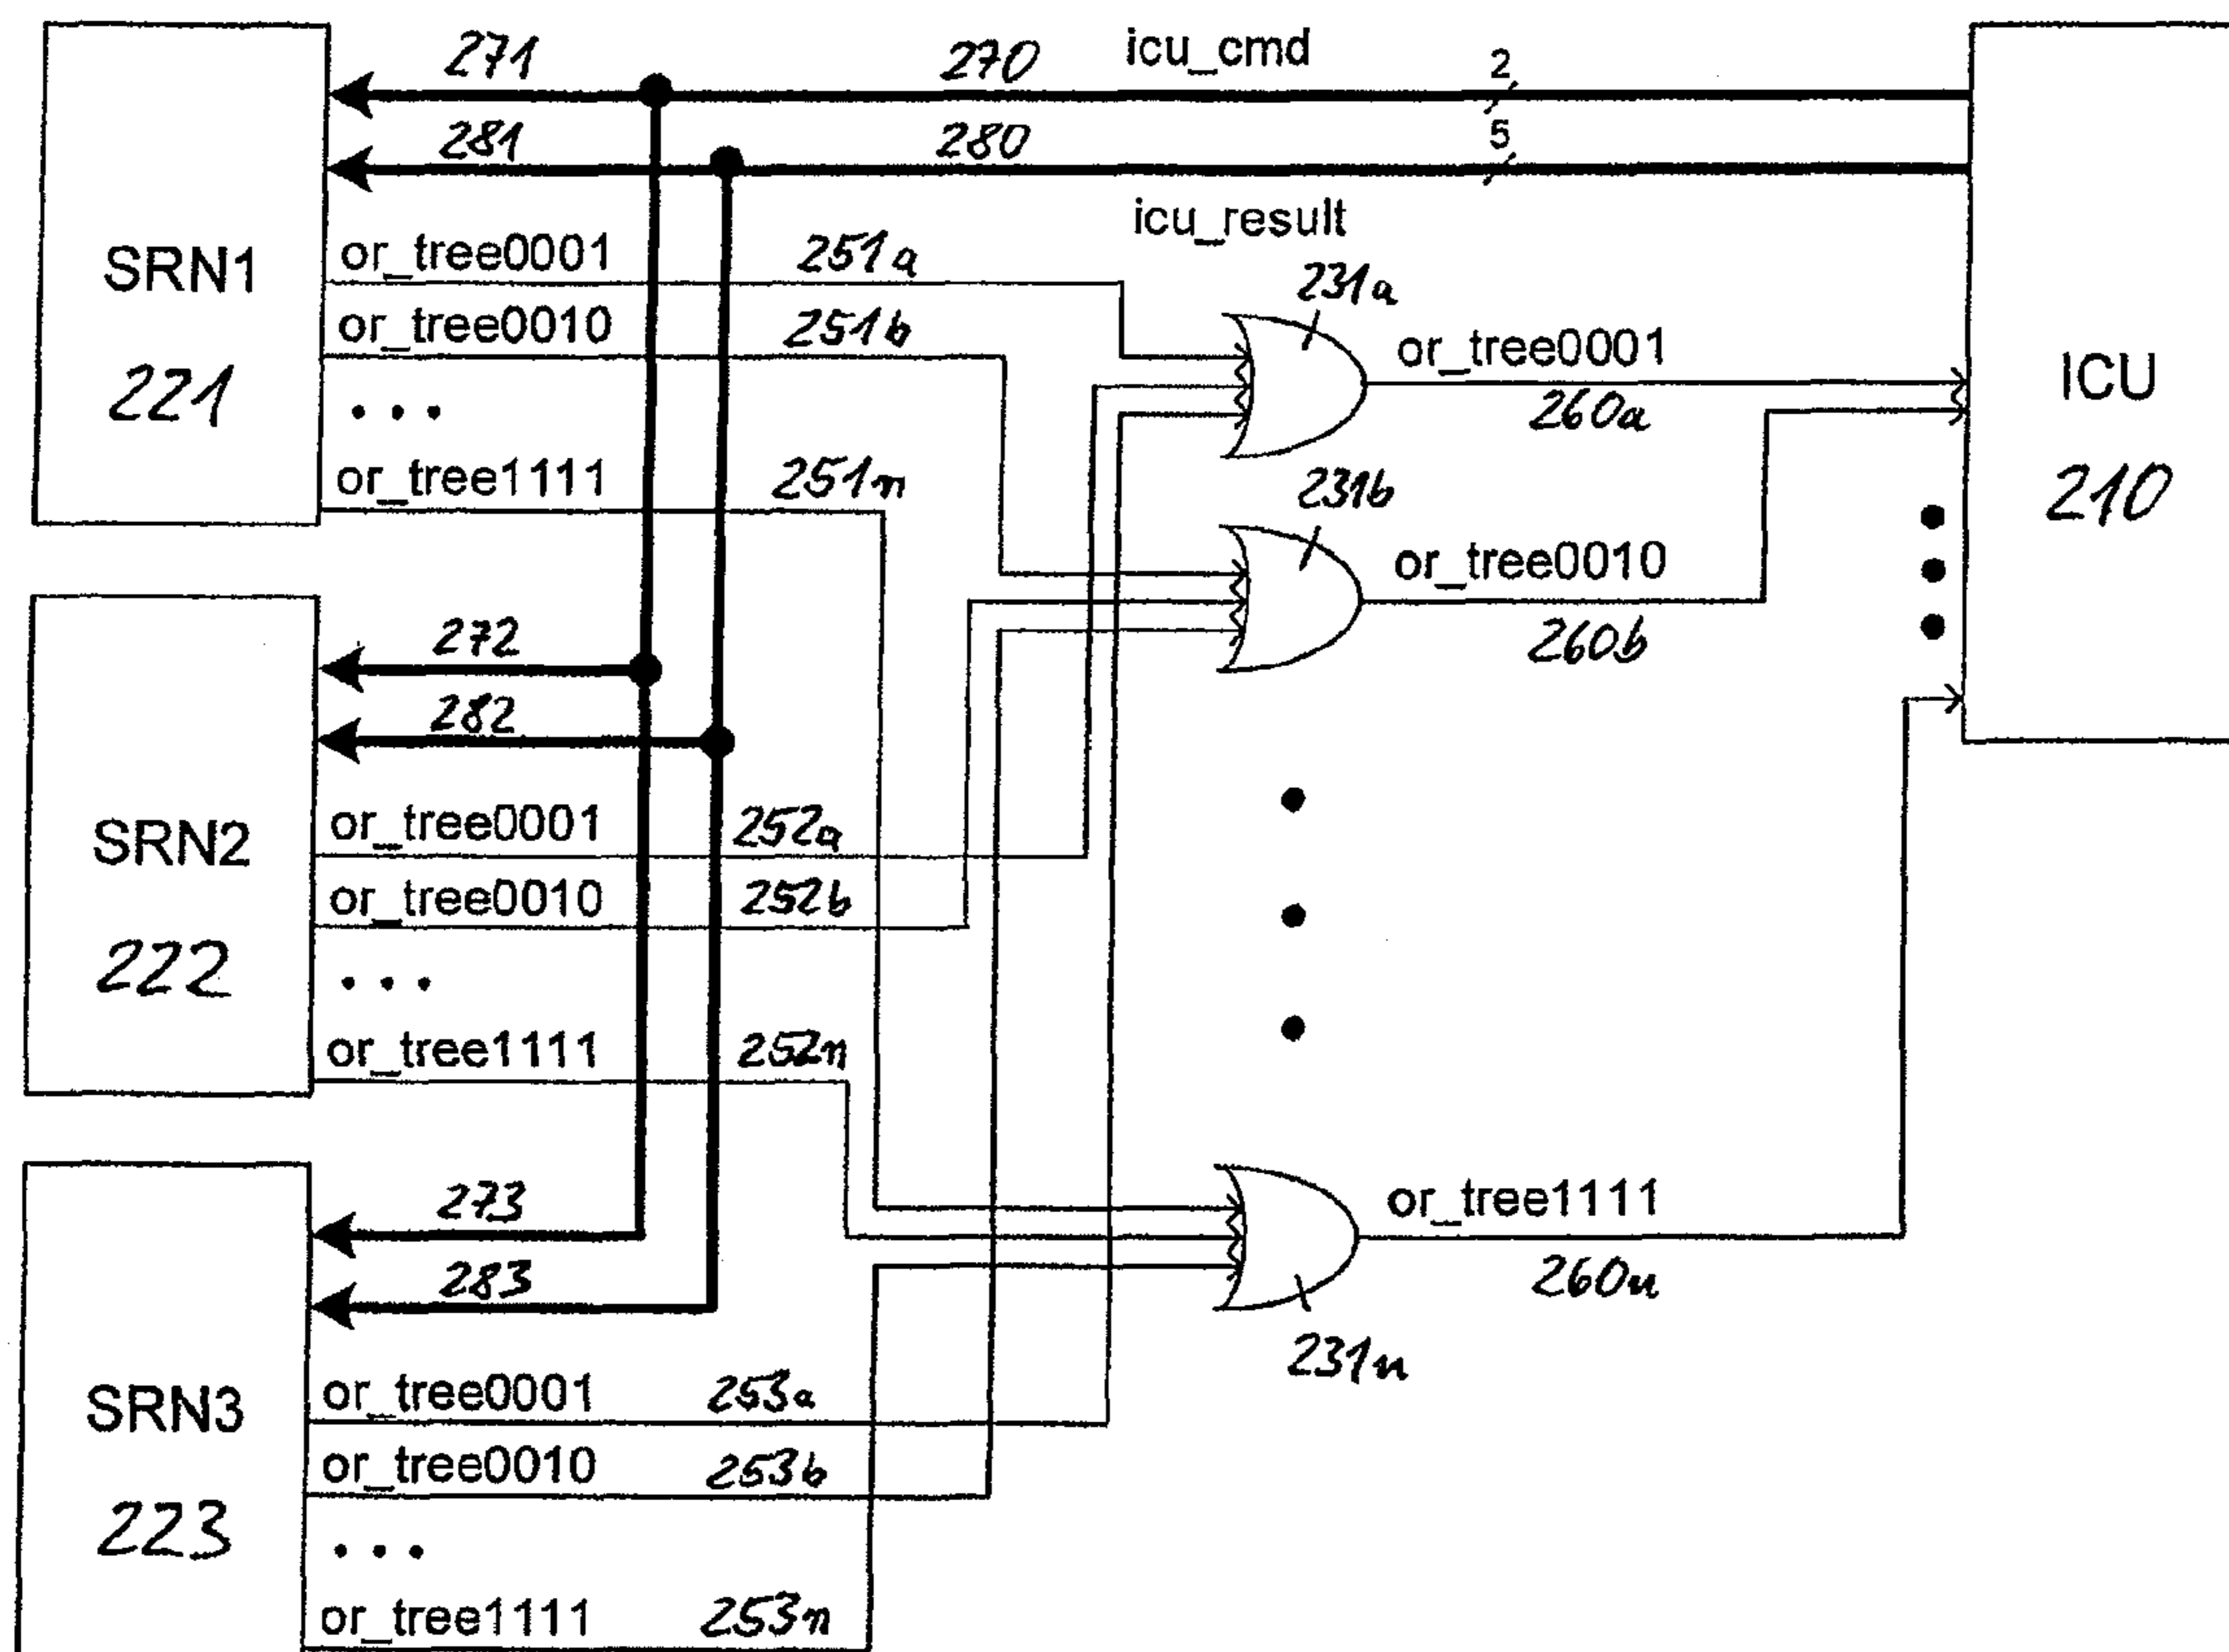 271 270 icu_cmd 2
281 280 5
icu_result
SRN1
221
or_tree0001 251a
or_tree0010 251b
. . .
or_tree1111 251n
231a
or_tree0001
260a
231b
or_tree0010
260b
ICU
210
272
282
SRN2
222
or_tree0001 252a
or_tree0010 252b
. . .
or_tree1111 252n
273
283
or_tree1111
260n
231n
SRN3
223
or_tree0001 253a
or_tree0010 253b
. . .
or_tree1111 253n